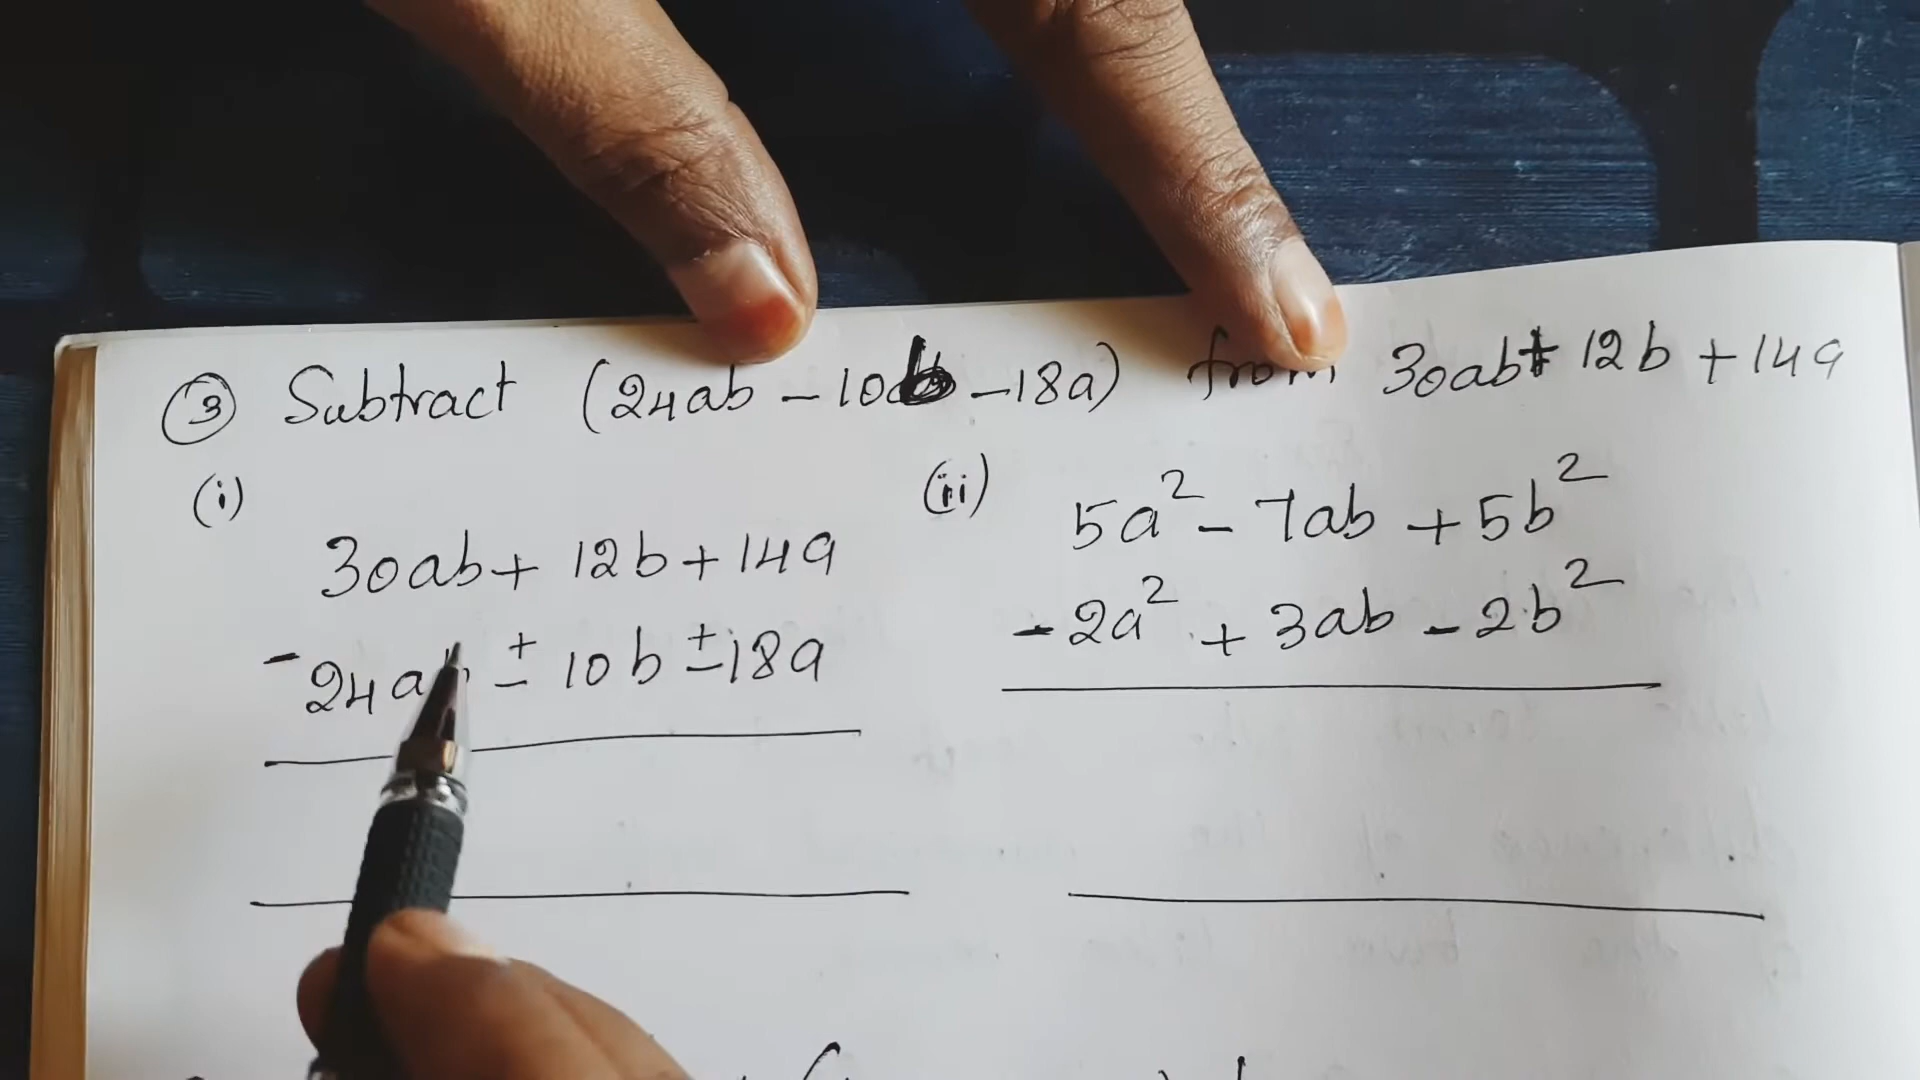 ③ Subtract (24ab - 10b - 18a) from 30ab + 12b + 14a
(i)
30ab + 12b + 14a
- 24ab ± 10b ± 18a
(ii)
5a² - 7ab + 5b²
- 2a² + 3ab - 2b²